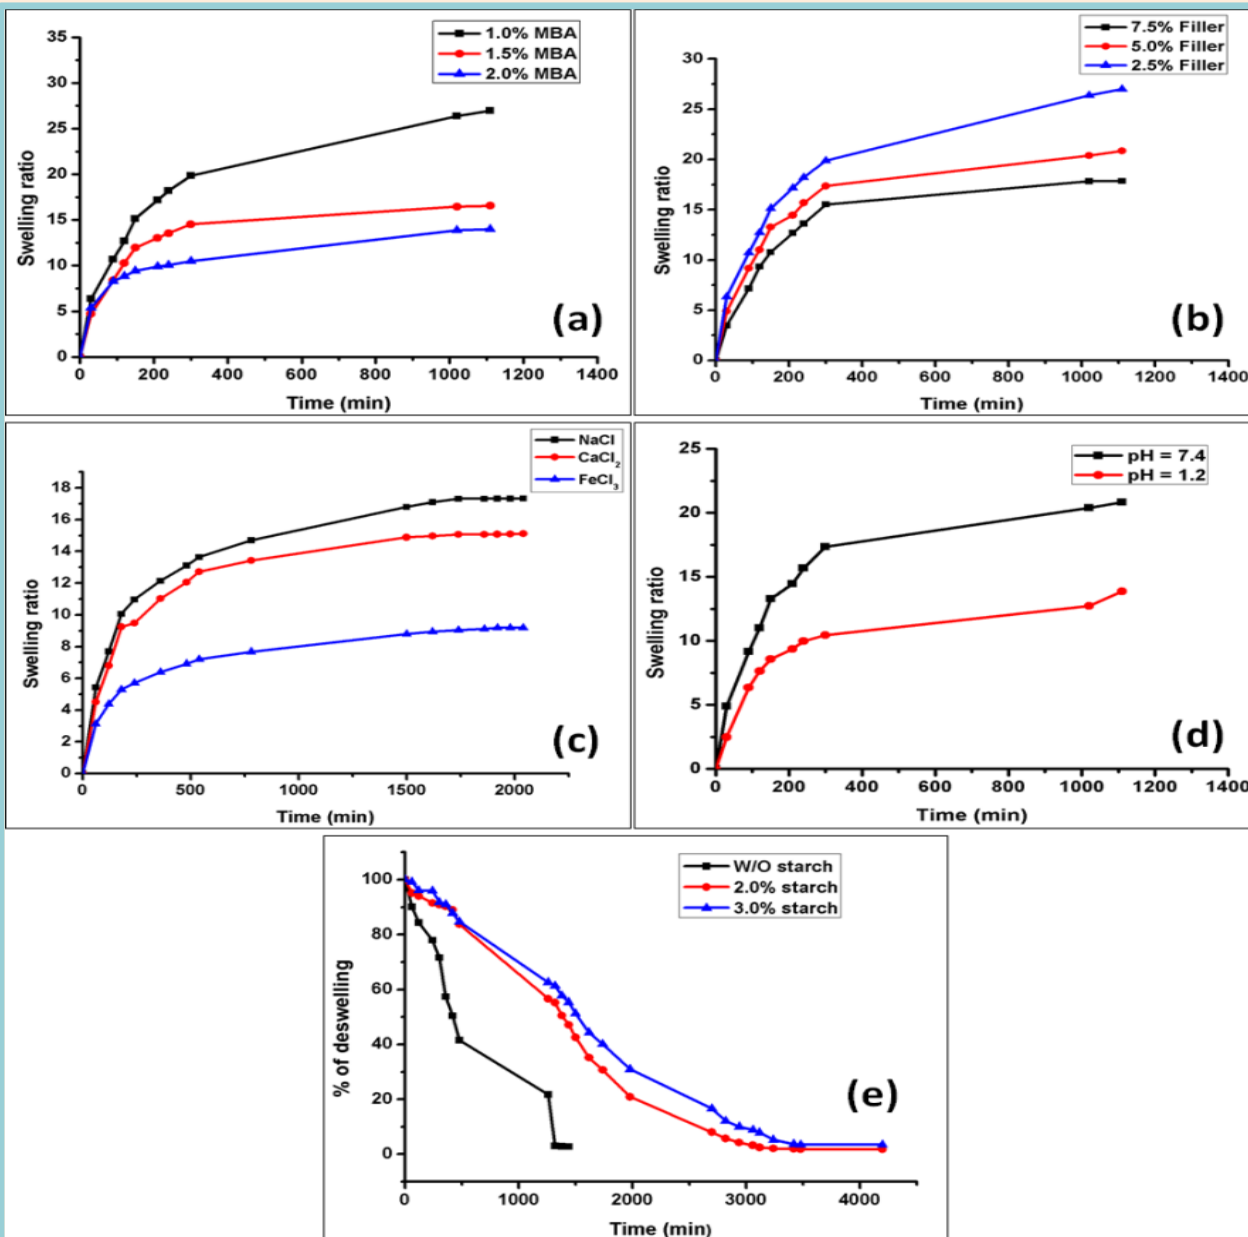 1.0% MBA
1.5% MBA
2.0% MBA
35
30
25
20
15
10
5
0
Swelling ratio
(a)
0 200 400 600 800 1000 1200 1400
Time (min)
7.5% Filler
5.0% Filler
2.5% Filler
30
25
20
15
10
5
0
Swelling ratio
(b)
0 200 400 600 800 1000 1200 1400
Time (min)
NaCl
CaCl₂
FeCl₃
18
16
14
12
10
8
6
4
2
0
Swelling ratio
(c)
0 500 1000 1500 2000
Time (min)
pH = 7.4
pH = 1.2
25
20
15
10
5
0
Swelling ratio
(d)
0 200 400 600 800 1000 1200 1400
Time (min)
W/O starch
2.0% starch
3.0% starch
100
80
60
40
20
0
% of deswelling
(e)
0 1000 2000 3000 4000
Time (min)